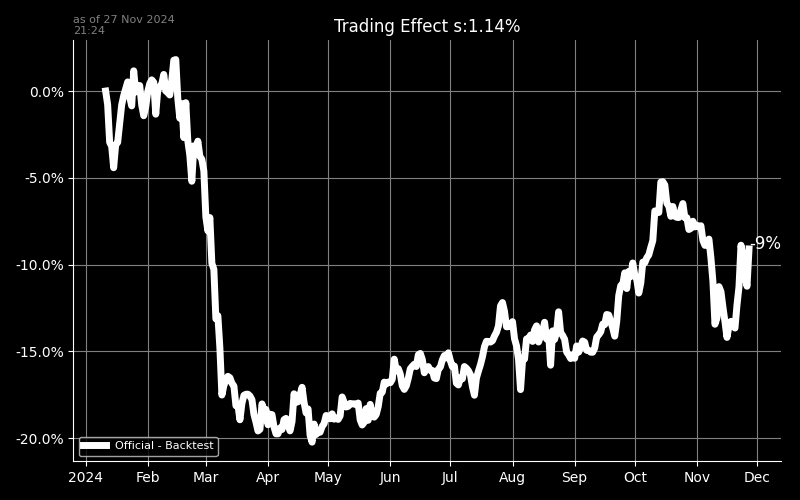 as of 27 Nov 2024
21:24
Trading Effect s:1.14%
0.0%
-5.0%
-10.0%
-15.0%
-20.0%
-9%
Official - Backtest
2024 Feb Mar Apr May Jun Jul Aug Sep Oct Nov Dec